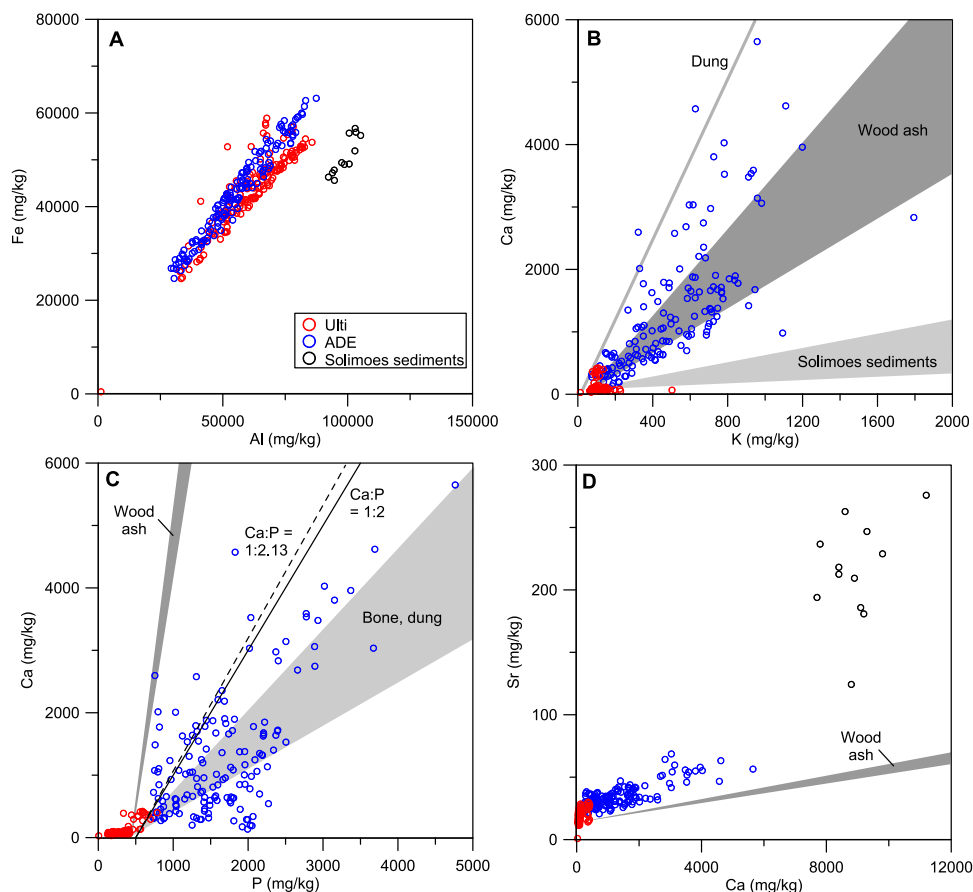 A
80000
60000
40000
20000
0
Fe (mg/kg)
Ulti
ADE
Solimoes sediments
0
50000
100000
150000
Al (mg/kg)
B
6000
4000
2000
0
Ca (mg/kg)
Dung
Wood ash
Solimoes sediments
0
400
800
1200
1600
2000
K (mg/kg)
C
6000
4000
2000
0
Ca (mg/kg)
Wood
ash
Ca:P =
1:2.13
Ca:P
= 1:2
Bone, dung
0
1000
2000
3000
4000
5000
P (mg/kg)
D
300
200
100
0
Sr (mg/kg)
Wood
ash
0
4000
8000
12000
Ca (mg/kg)